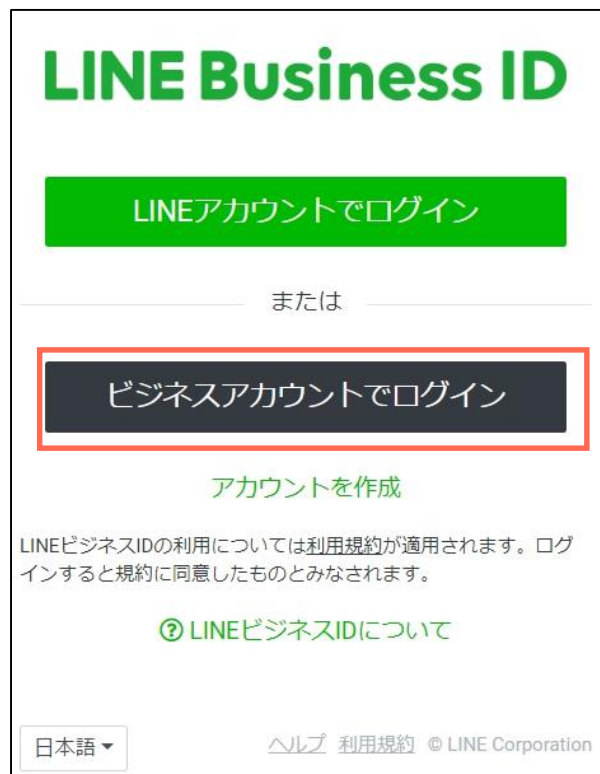 LINE Business ID
LINEアカウントでログイン
または
ビジネスアカウントでログイン
アカウントを作成
LINEビジネスIDの利用については利用規約が適用されます。ログ
インすると規約に同意したものとみなされます。
? LINEビジネスIDについて
日本語 ヘルプ 利用規約 © LINE Corporation